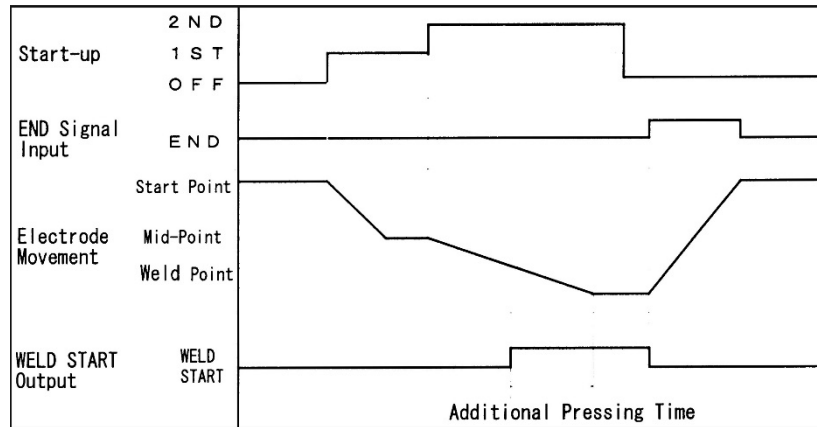 2ND
Start-up 1ST
OFF
END Signal
Input
END
Start Point
Electrode
Movement
Mid-Point
Weld Point
WELD START
Output
WELD
START
Additional Pressing Time